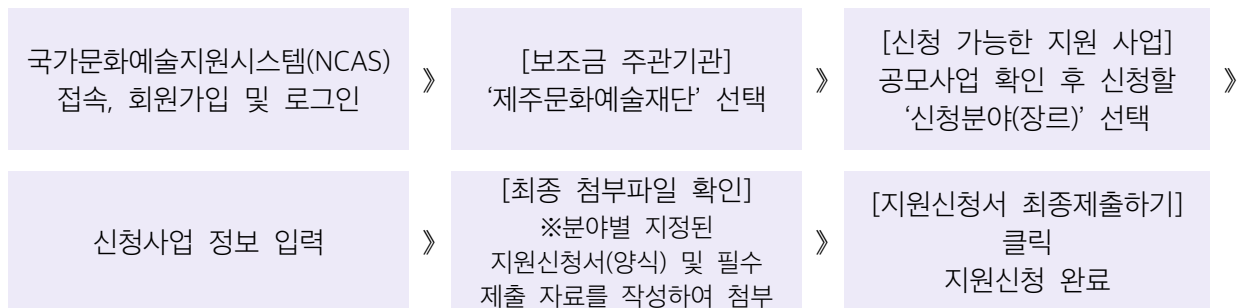 국가문화예술지원시스템(NCAS)
접속, 회원가입 및 로그인
》
[보조금 주관기관]
‘제주문화예술재단’ 선택
》
[신청 가능한 지원 사업]
공모사업 확인 후 신청할
‘신청분야(장르)’ 선택
》
신청사업 정보 입력
》
[최종 첨부파일 확인]
※분야별 지정된
지원신청서(양식) 및 필수
제출 자료를 작성하여 첨부
》
[지원신청서 최종제출하기]
클릭
지원신청 완료